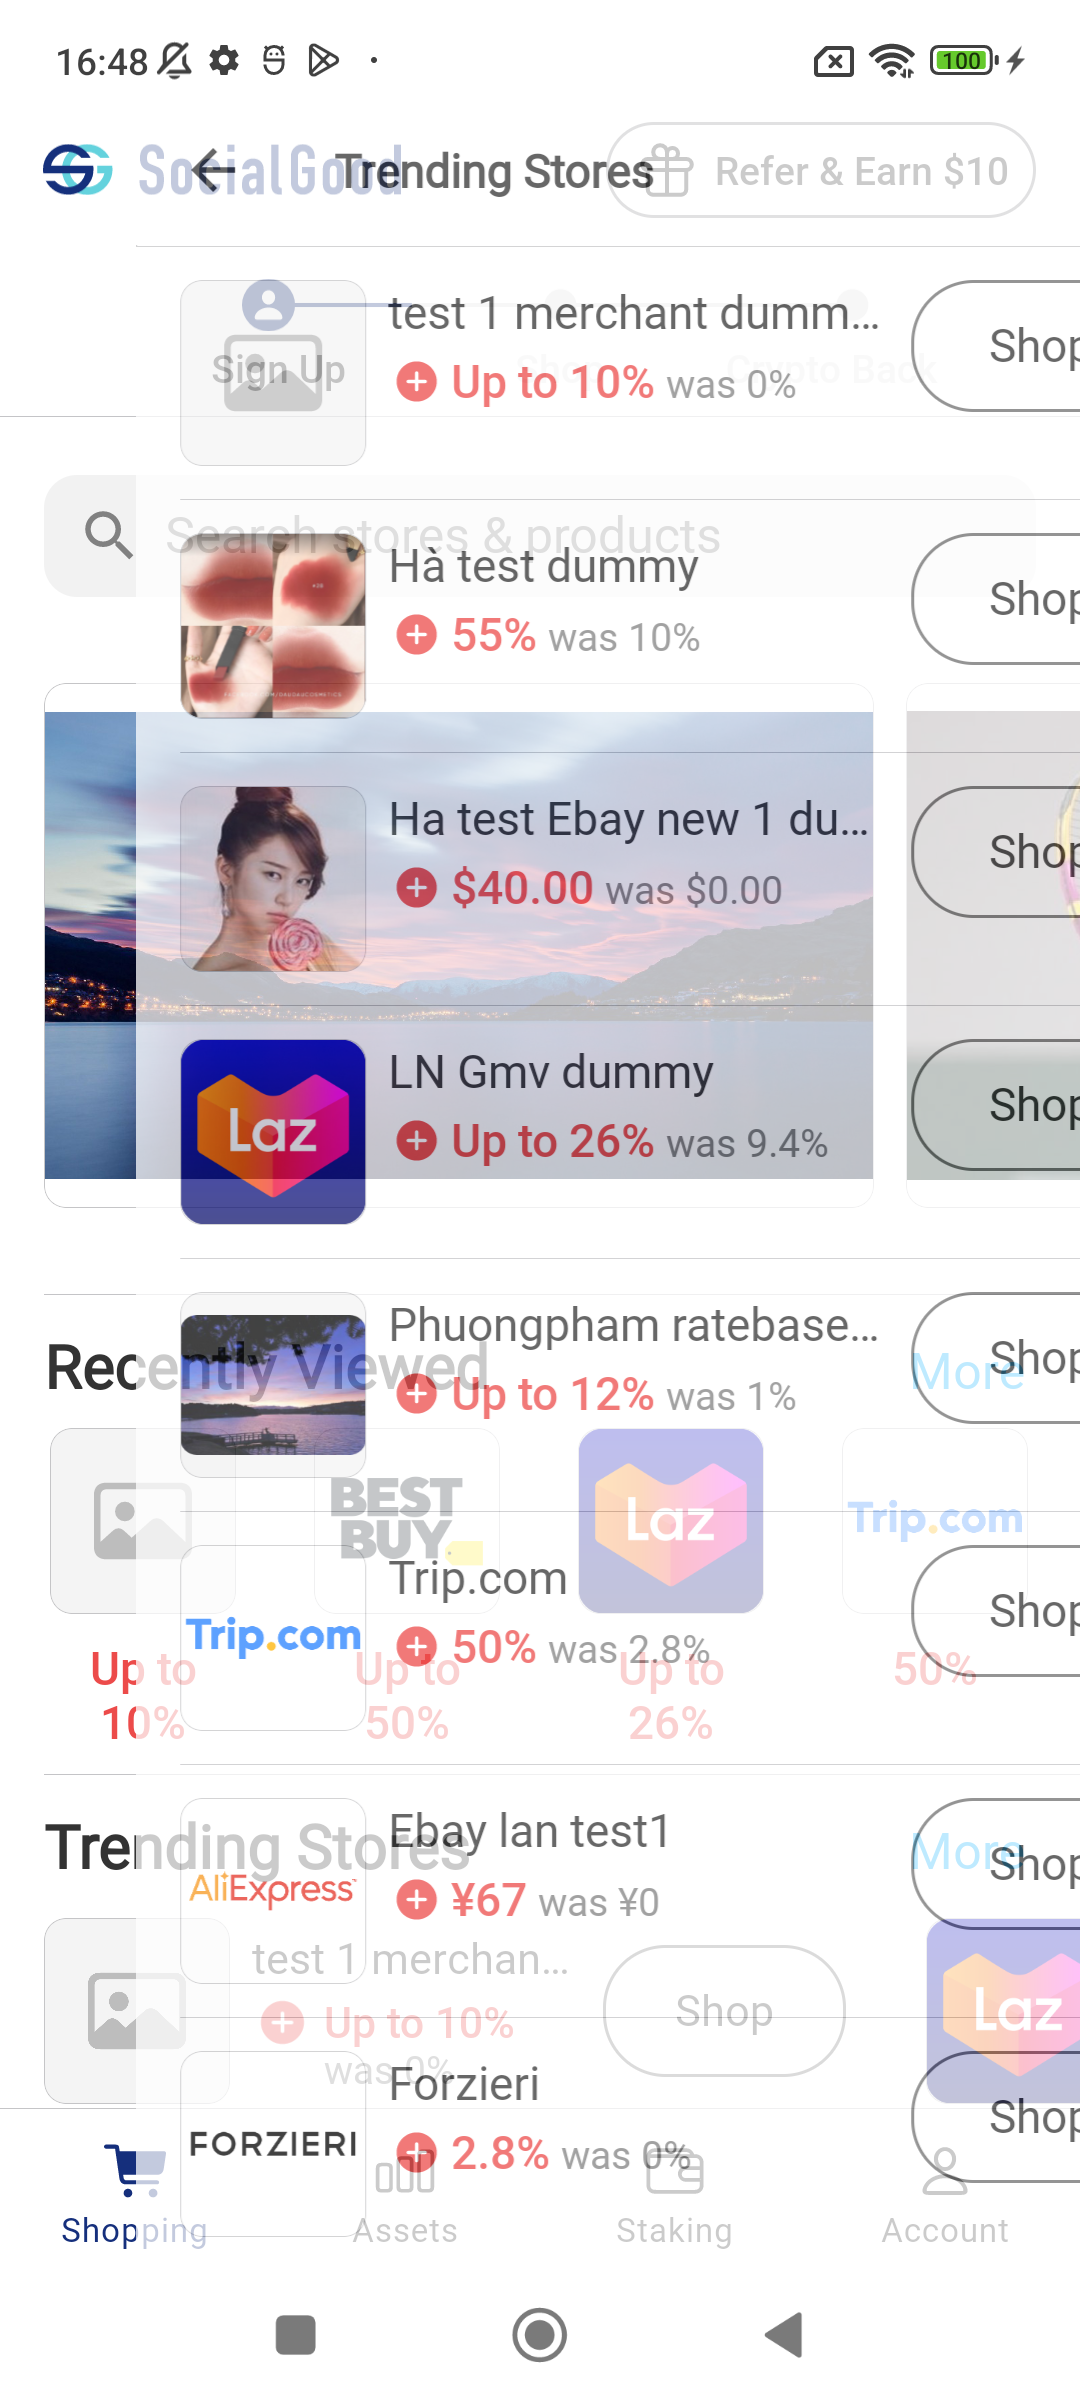 16:48
100
SocialGood
Trending Stores
Refer & Earn $10
Sign Up
Shop
Crypto Back
test 1 merchant dumm...
Up to 10% was 0%
Shop
Search stores & products
Hà test dummy
55% was 10%
Shop
Ha test Ebay new 1 du...
$40.00 was $0.00
Shop
Laz
LN Gmv dummy
Up to 26% was 9.4%
Shop
Phuongpham ratebase...
Up to 12% was 1%
Shop
Recently Viewed
More
BEST
BUY
Laz
Trip.com
Trip.com
Trip.com
50% was 2.8%
Shop
Up to
10%
Up to
50%
Up to
26%
50%
Trending Stores
More
AliExpress
Ebay lan test1
¥67 was ¥0
Shop
test 1 merchan...
Up to 10%
was 0%
Shop
Laz
FORZIERI
Forzieri
2.8% was 0%
Shop
Shopping
Assets
Staking
Account